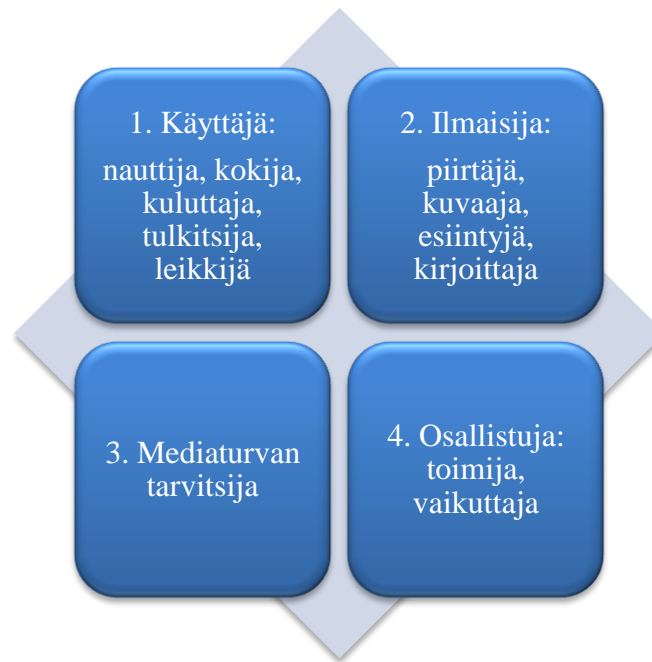 1. Käyttäjä:
nauttija, kokija,
kuluttaja,
tulkitsija,
leikkijä
2. Ilmaisija:
piirtäjä,
kuvaaja,
esiintyjä,
kirjoittaja
3. Mediaturvan
tarvitsija
4. Osallistuja:
toimija,
vaikuttaja